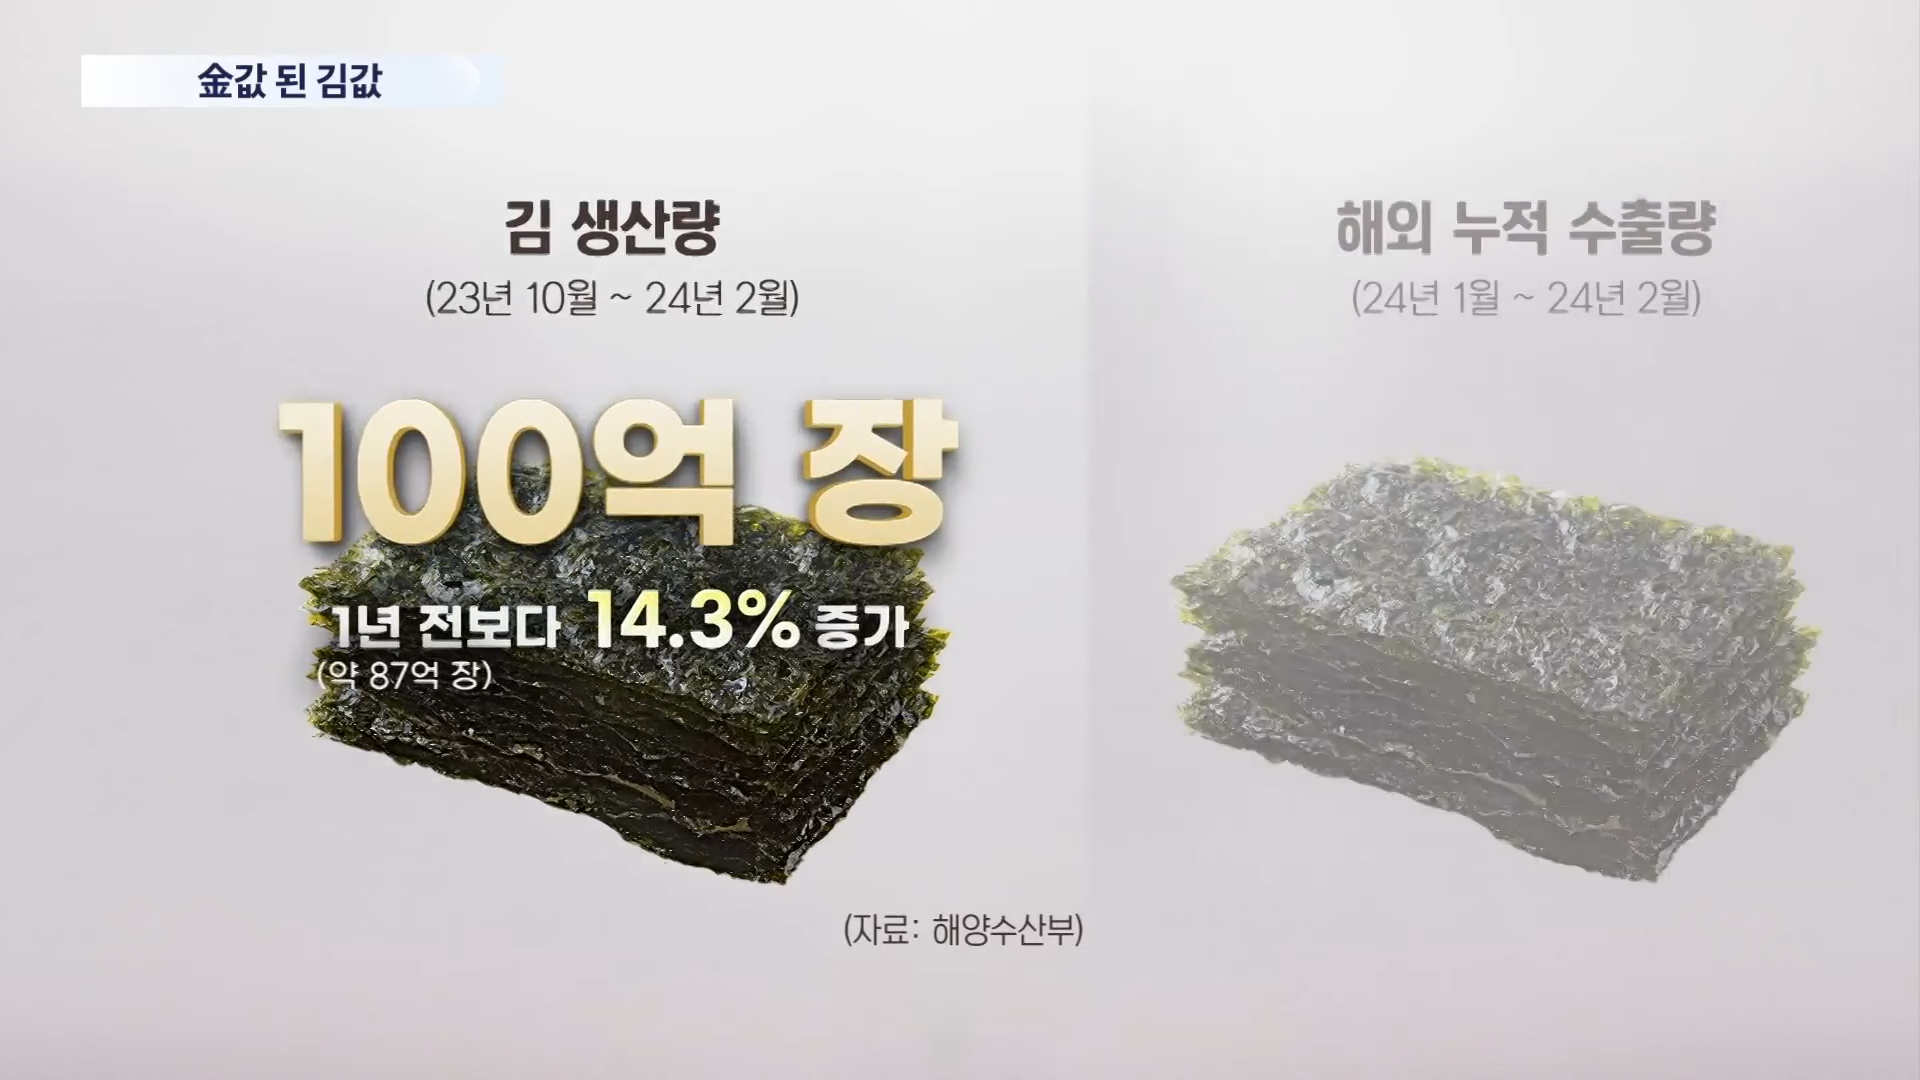 金값 된 김값
김 생산량
(23년 10월 ~ 24년 2월)
100억 장
1년 전보다 14.3% 증가
(약 87억 장)
해외 누적 수출량
(24년 1월 ~ 24년 2월)
(자료: 해양수산부)